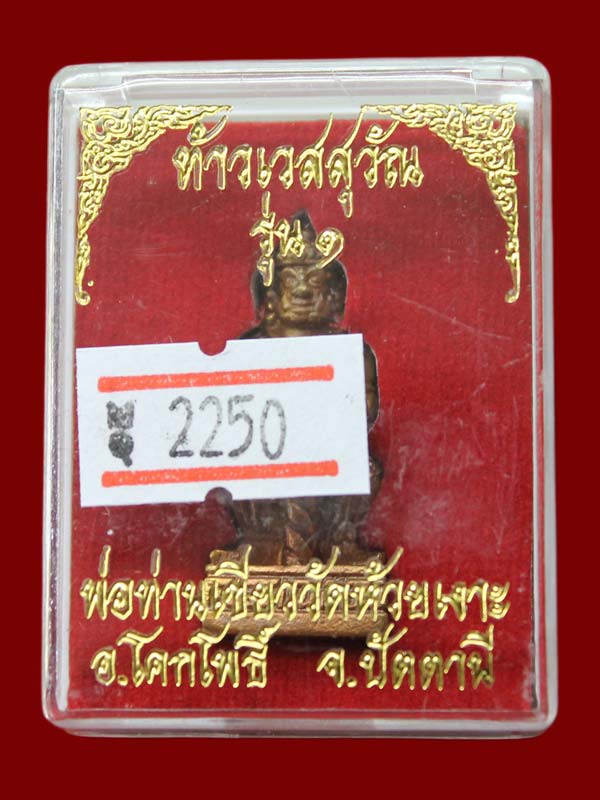 ท้าวเวสสุวัณ
รุ่น ๑
2250
พ่อท่านเขียววัดห้วยเงาะ
อ.โคกโพธิ์ จ.ปัตตานี